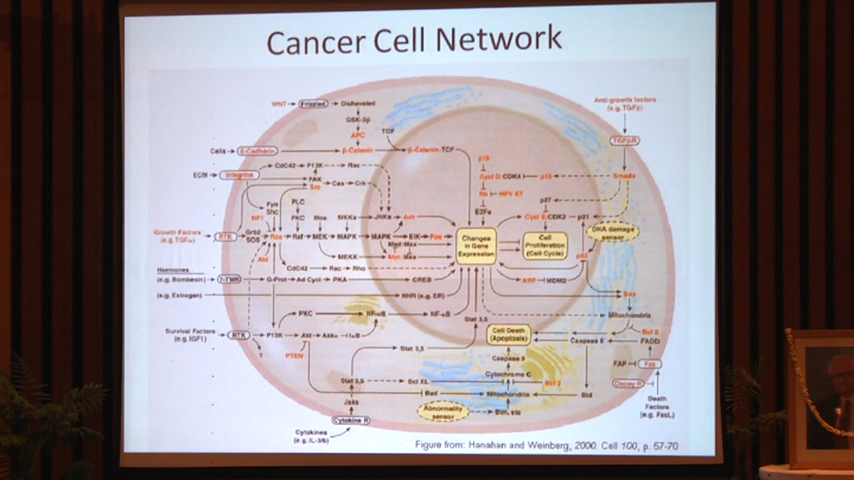 Cancer Cell Network
WNT Frizzled Dishevelled
GSK-3β
APC
TCF
Cells E-Cadherin β-Catenin β-Catenin:TCF
Anti-growth factors
(e.g. TGFβ)
TGFβR
p16
Cycl D:CDK4 p15 Smads
Rb HPV E7
E2Fs
p27
Cycl E:CDK2 p21
DNA damage
sensor
p53
ECM Integrins
CdC42 PI3K Rac
FAK
Src Cas Crk
Fyn
Shc
PLC
NF1 PKC Mos MKKs JNKs Jun
Growth Factors
(e.g. TGFα)
RTK
Grb2
SOS
Ras Raf MEK MAPK MAPK ElK Fos
Abl
MEKK
Mad:Max
Myc:Max
Changes
in Gene
Expression
Cell
Proliferation
(Cell Cycle)
CdC42 Rac Rho
Hormones
(e.g. Bombesin) 7-TMR G-Prot Ad Cycl PKA CREB
ARF MDM2
(e.g. Estrogen) NHR (e.g. ER)
Bax
PKC NF-κB NF-κB
Stat 3,5
Mitochondria
Survival Factors
(e.g. IGF1)
RTK PI3K Akt Akkα I-κB
?
PTEN
Stat 3,5
Cell Death
(Apoptosis)
Caspase 8
Bcl 2
FADD
Caspase 9
FAP Fas
Cytochrome C
Stat 3,5 Bcl XL
Bcl 2
Decoy R
Jaks
Bad Mitochondria Bid
Abnormality
sensor
Bim, etc
Cytokine R
Cytokines
(e.g. IL-3/6)
Death
Factors
(e.g. FasL)
Figure from: Hanahan and Weinberg, 2000. Cell 100, p. 57-70